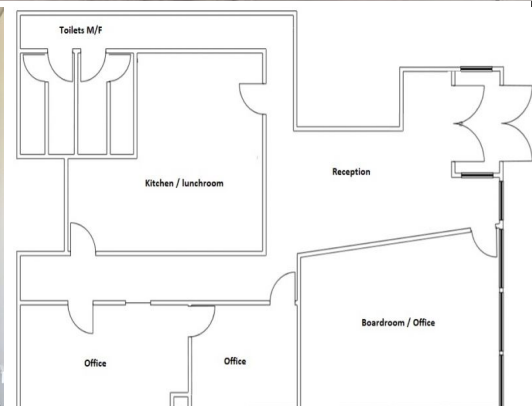 Toilets M/F
Kitchen / lunchroom
Reception
Boardroom / Office
Office
Office